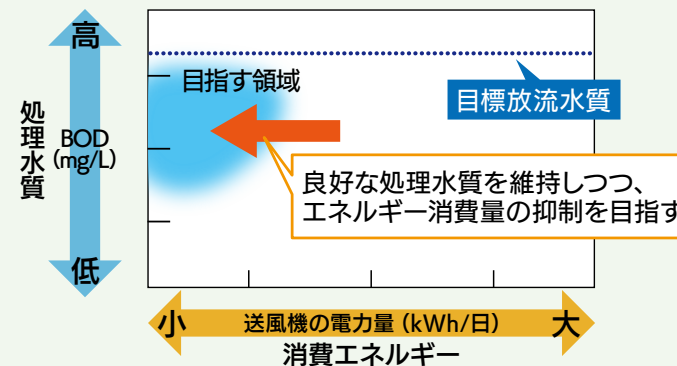 高
処理水質
BOD
(mg/L)
低
目指す領域
目標放流水質
良好な処理水質を維持しつつ、
エネルギー消費量の抑制を目指す
小
送風機の電力量（kWh/日）
大
消費エネルギー